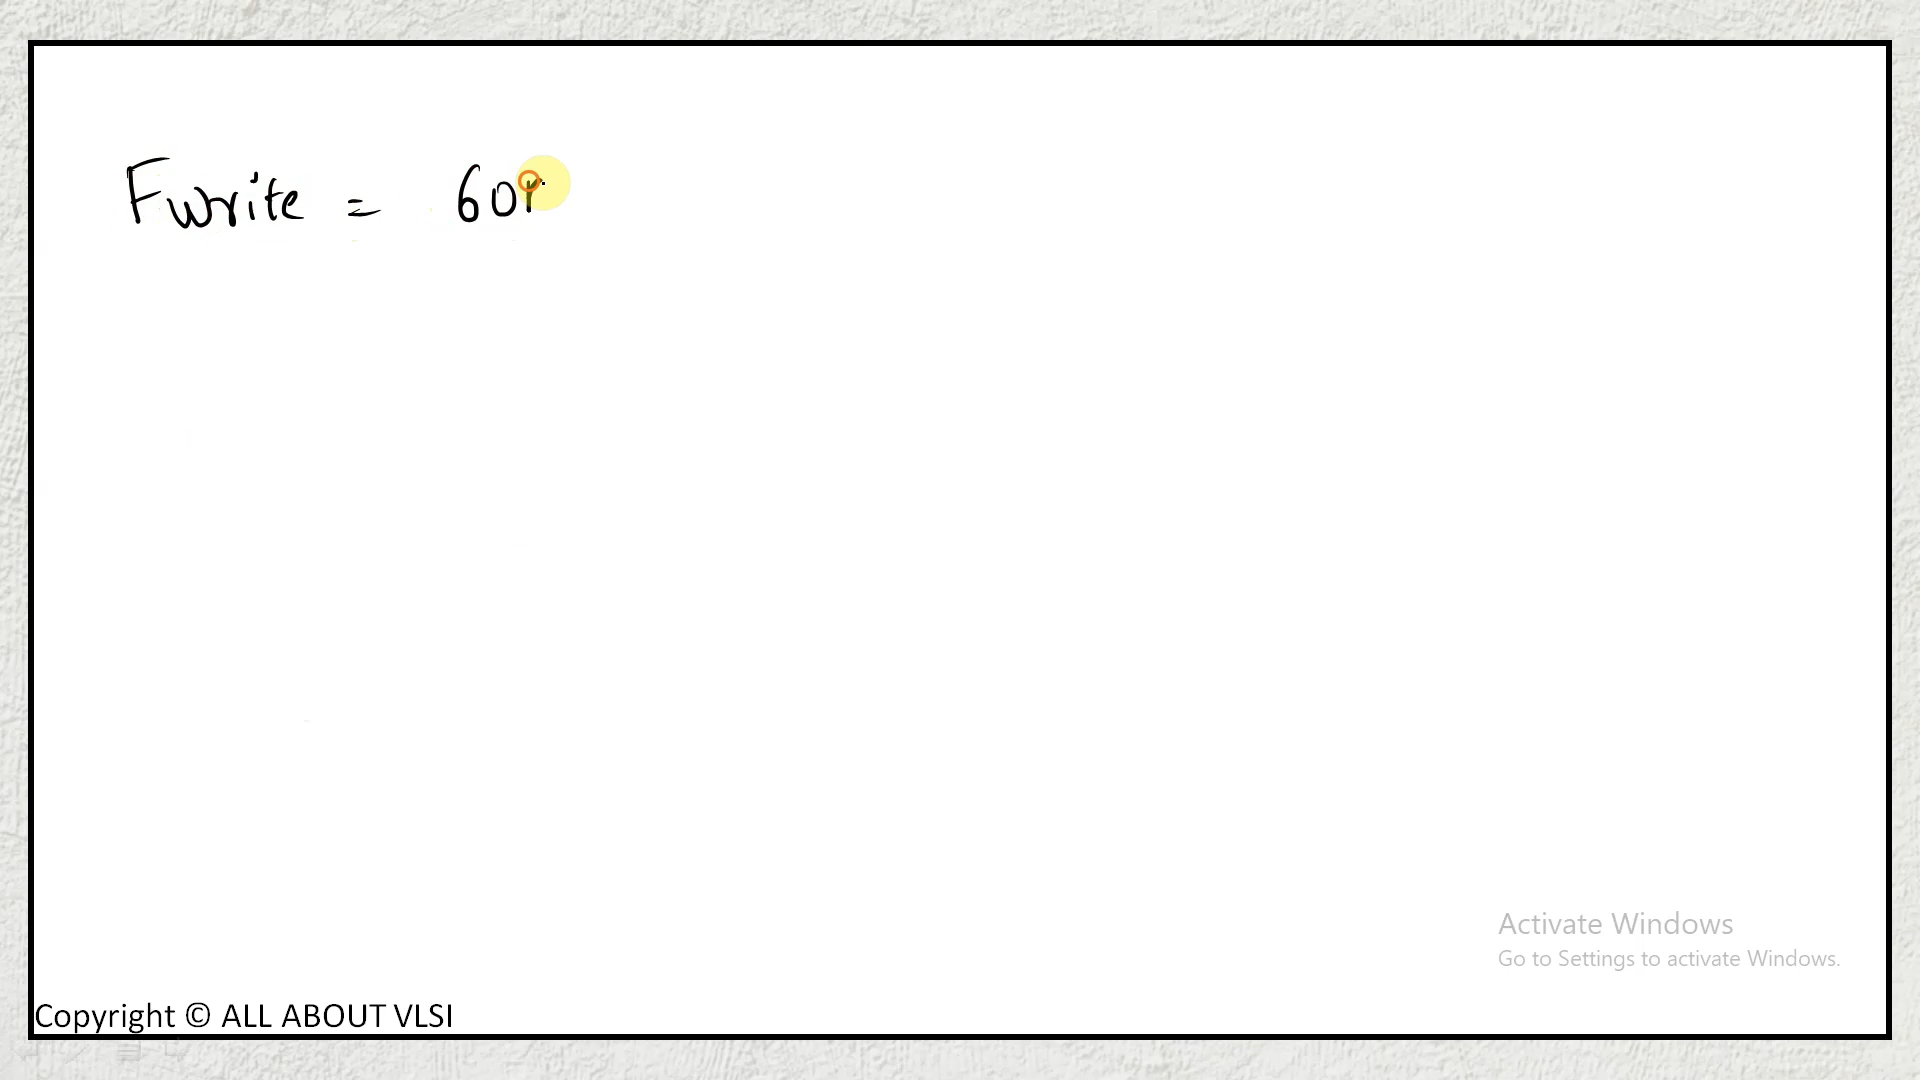 Fwrite = 60
Activate Windows
Go to Settings to activate Windows.
Copyright © ALL ABOUT VLSI